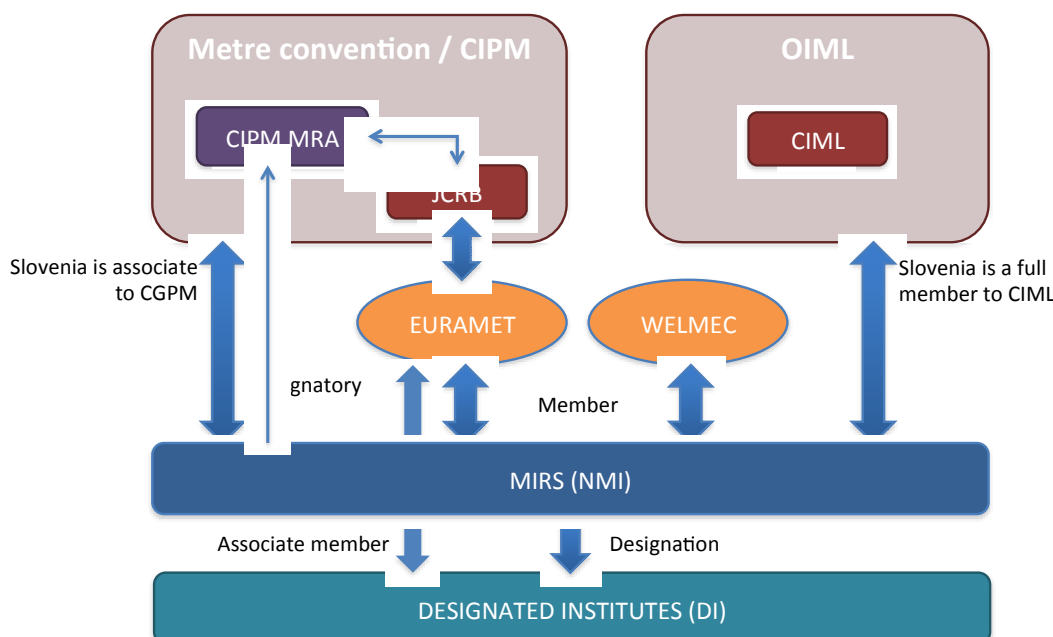 Metre convention / CIPM
OIML
CIPM MRA
CIML
JCRB
Slovenia is associate
to CGPM
Slovenia is a full
member to CIML
EURAMET
WELMEC
gnatory
Member
MIRS (NMI)
Associate member
Designation
DESIGNATED INSTITUTES (DI)